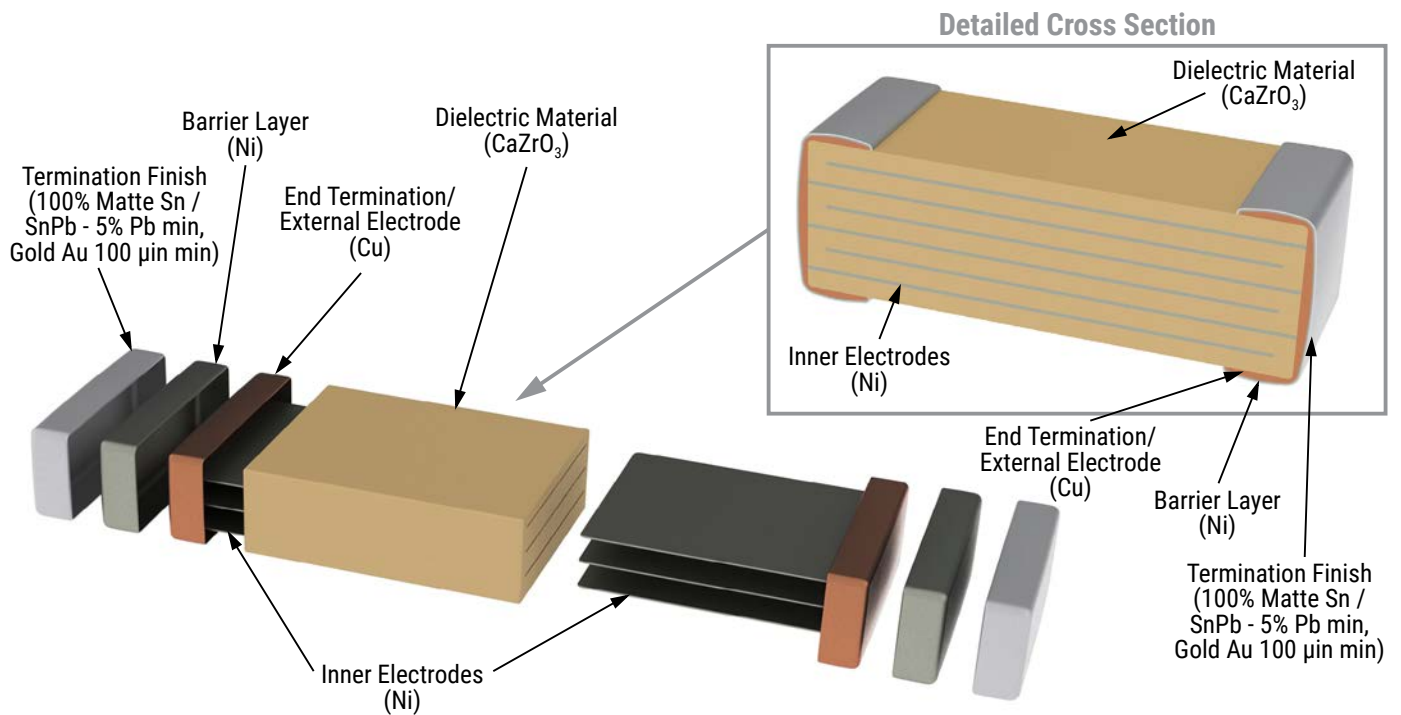 Detailed Cross Section
Dielectric Material
(CaZrO₃)
Inner Electrodes
(Ni)
End Termination/
External Electrode
(Cu)
Barrier Layer
(Ni)
Termination Finish
(100% Matte Sn /
SnPb - 5% Pb min,
Gold Au 100 µin min)
Termination Finish
(100% Matte Sn /
SnPb - 5% Pb min,
Gold Au 100 µin min)
Barrier Layer
(Ni)
End Termination/
External Electrode
(Cu)
Dielectric Material
(CaZrO₃)
Inner Electrodes
(Ni)